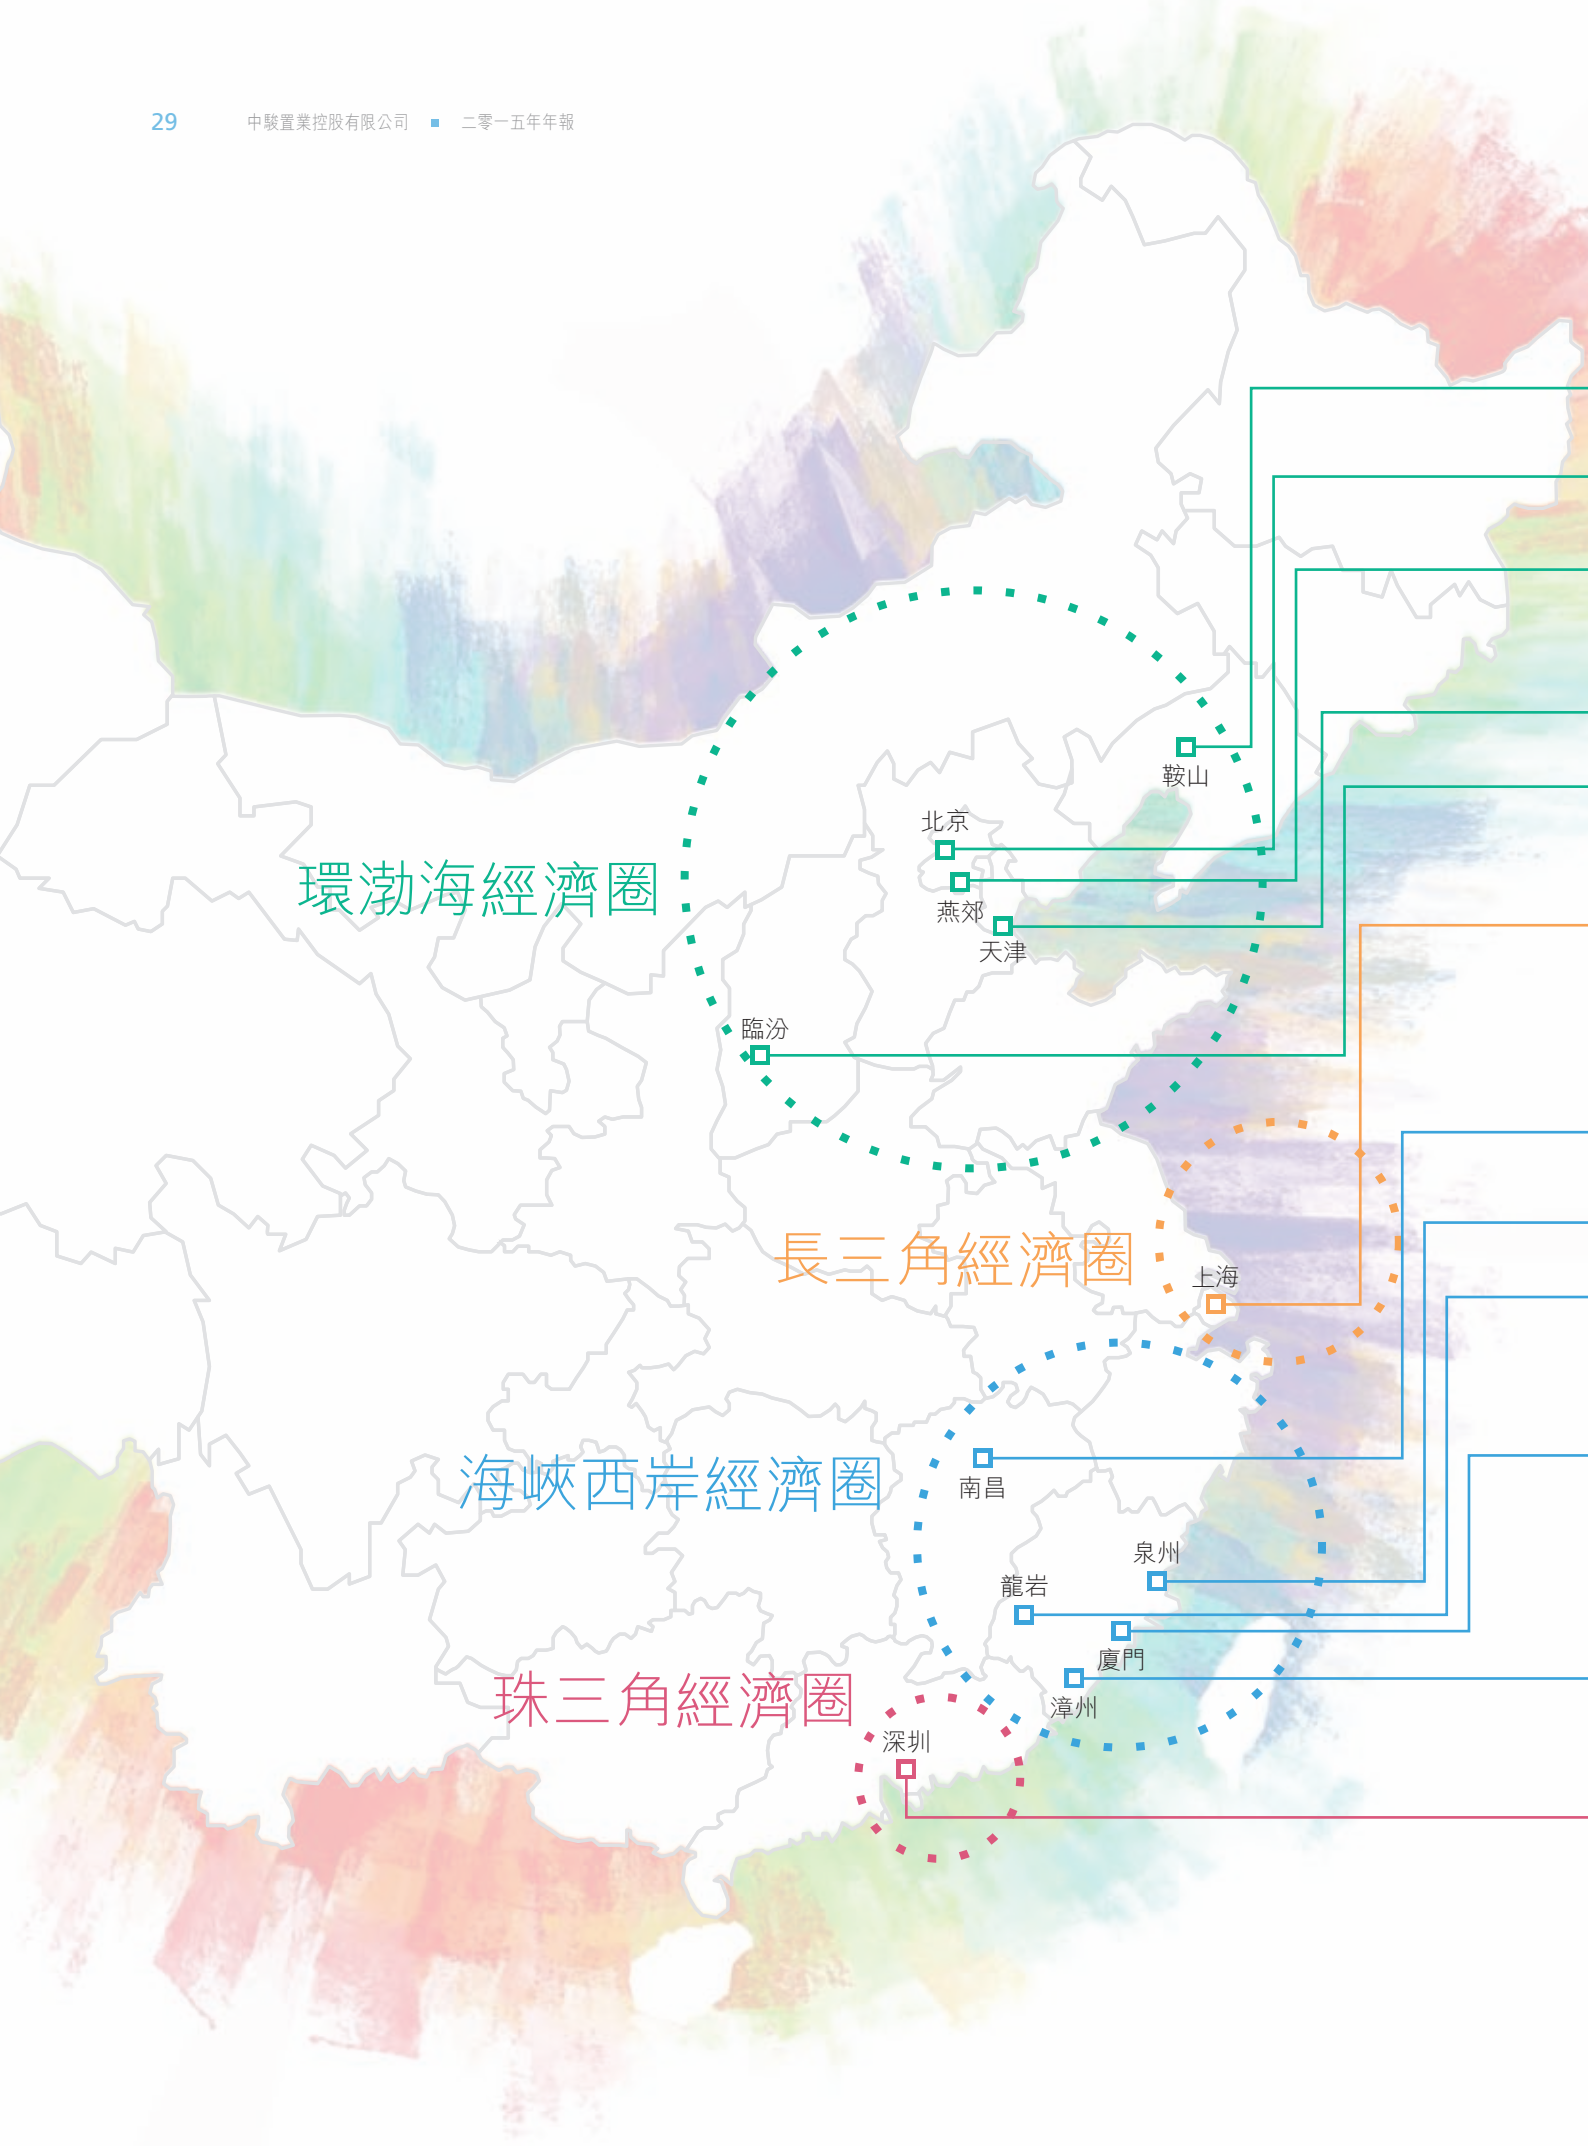 29 中駿置業控股有限公司 ■ 二零一五年年報
鞍山
北京
環渤海經濟圈
燕郊
天津
臨汾
長三角經濟圈
上海
海峽西岸經濟圈
南昌
泉州
龍岩
廈門
珠三角經濟圈
漳州
深圳